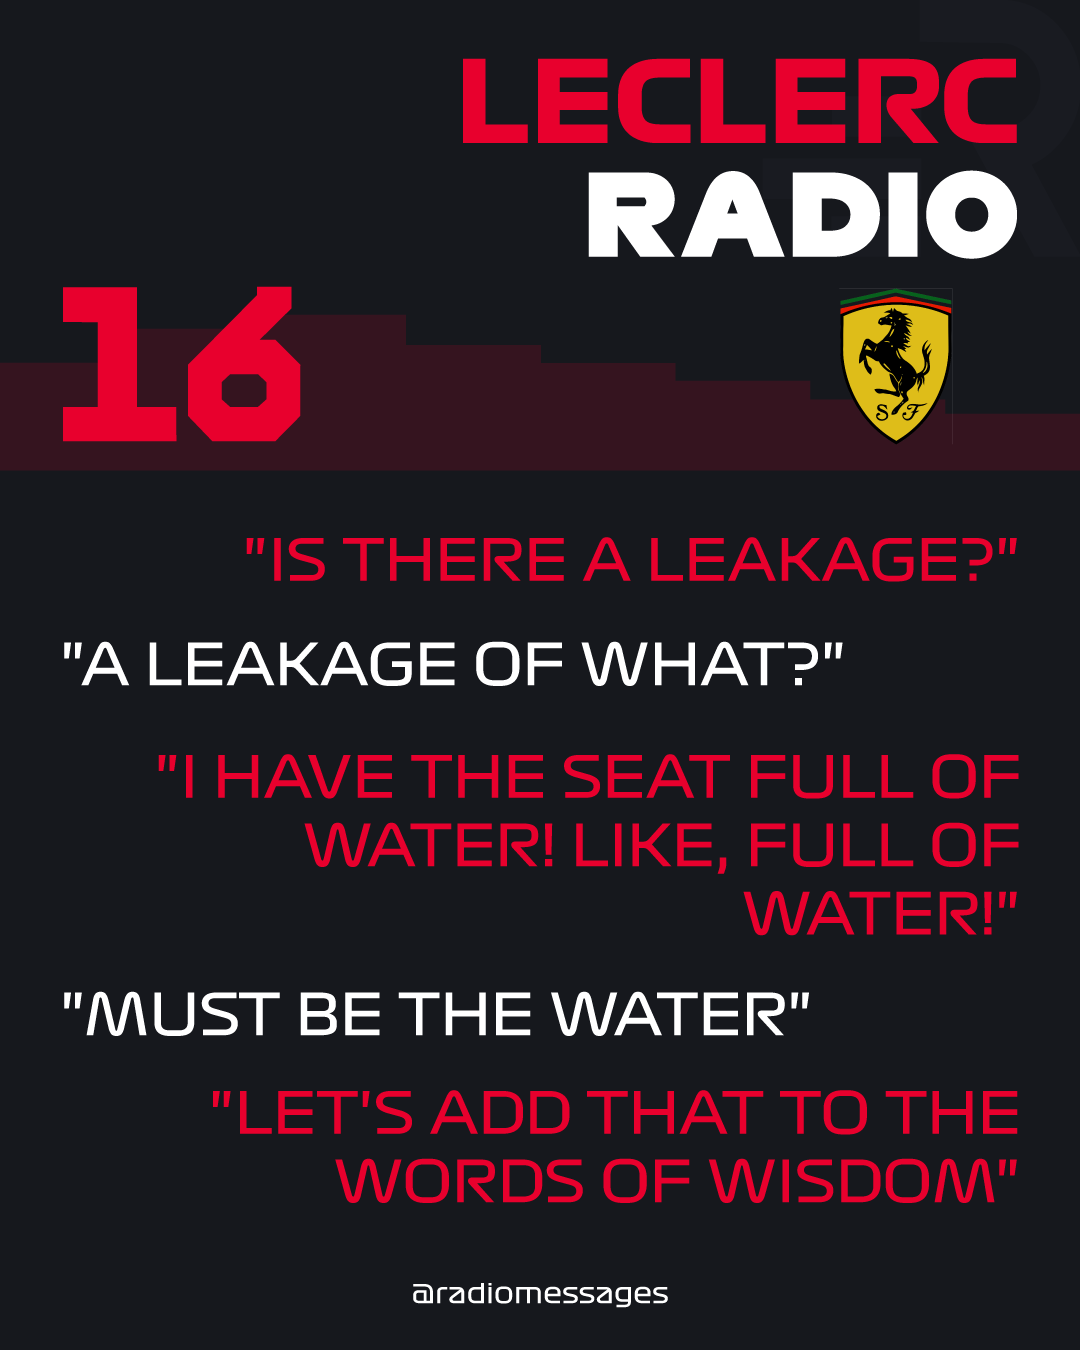 LECLERC
RADIO
16
S F
"IS THERE A LEAKAGE?"
"A LEAKAGE OF WHAT?"
"I HAVE THE SEAT FULL OF
WATER! LIKE, FULL OF
WATER!"
"MUST BE THE WATER"
"LET'S ADD THAT TO THE
WORDS OF WISDOM"
@radiomessages